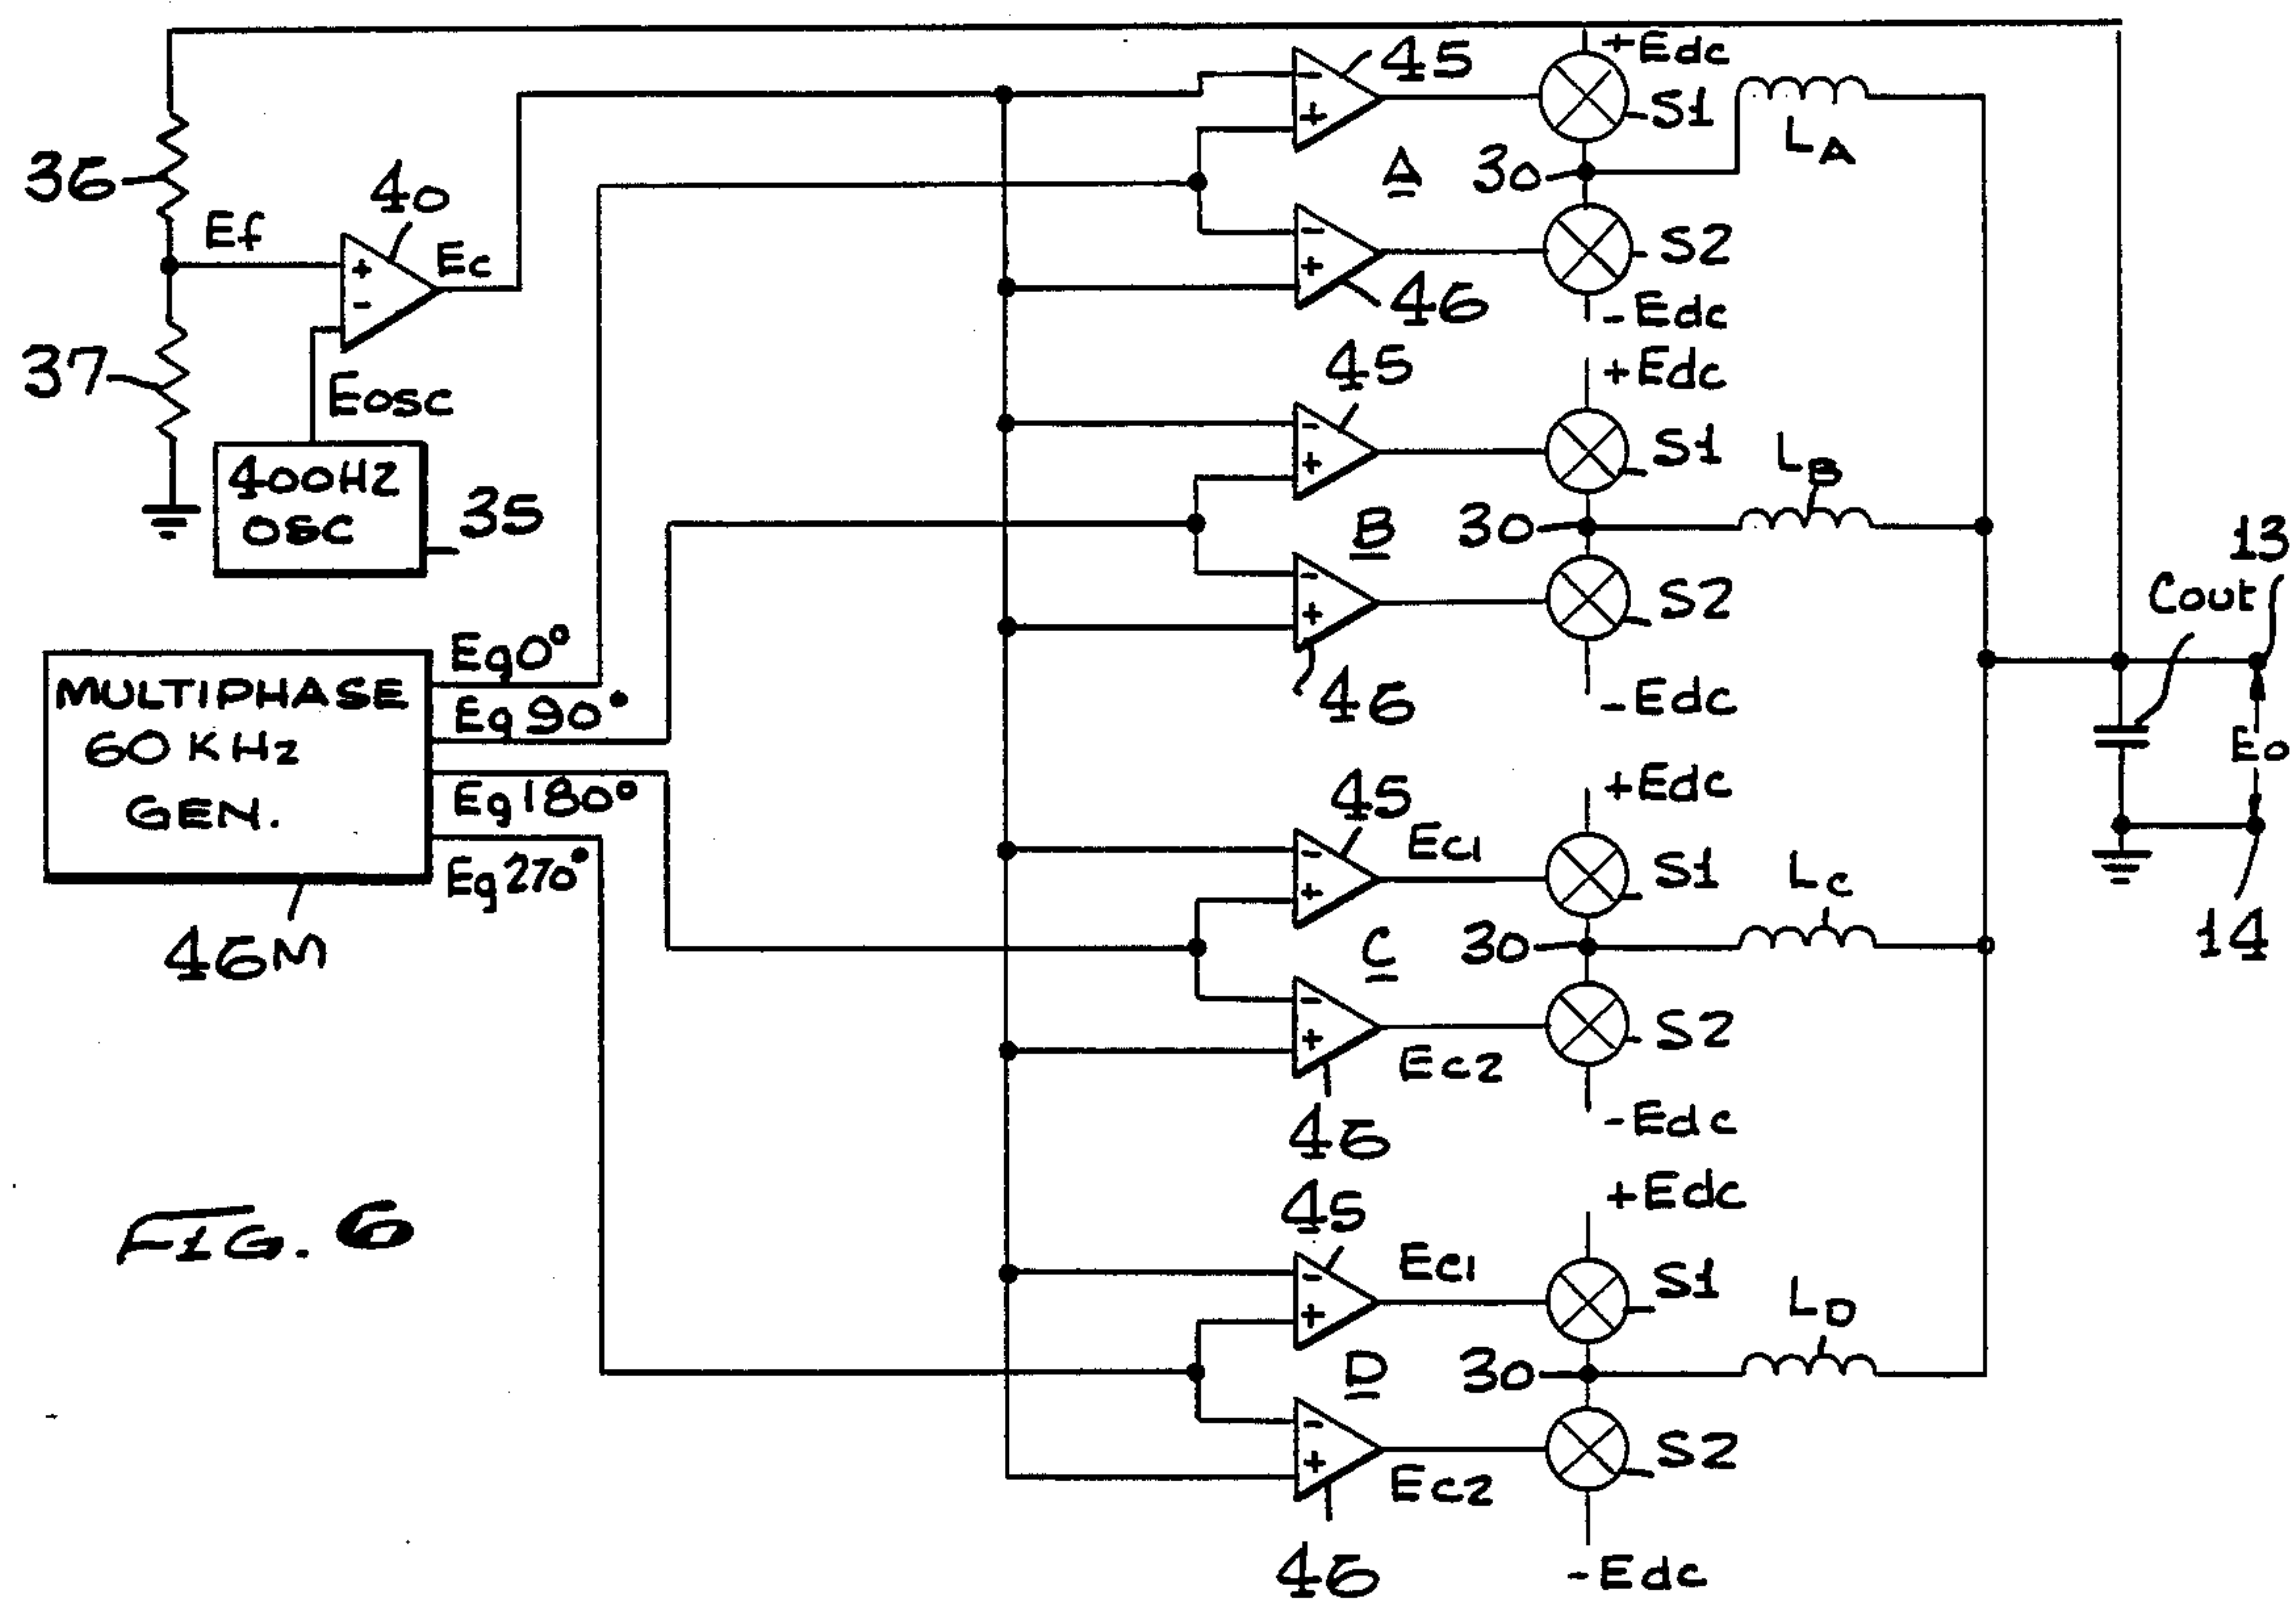 +Edc
45
S1
LA
36
40
A
30
Ef
Ec
S2
46
-Edc
37
45
+Edc
Eosc
S1
LB
400HZ
OSC
35
B
30
13
Cout
S2
Eg0°
MULTIPHASE
60 KHz
GEN.
Eg90°
46
-Edc
Eo
Eg180°
45
+Edc
Ec1
S1
LC
Eg270°
46M
C
30
14
S2
Ec2
46
-Edc
45
+Edc
FIG. 6
Ec1
S1
LD
D
30
S2
Ec2
46
-Edc